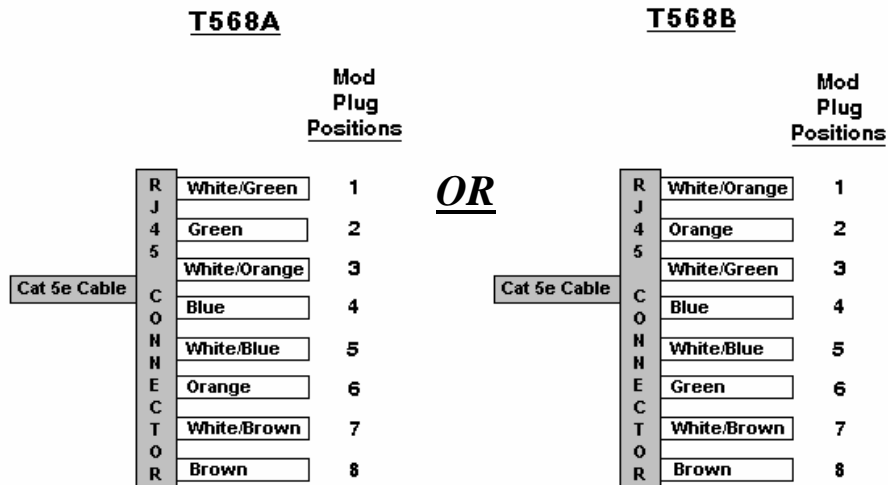 T568A
Mod
Plug
Positions
RJ45 CONNECTOR
Cat 5e Cable
White/Green 1
Green 2
White/Orange 3
Blue 4
White/Blue 5
Orange 6
White/Brown 7
Brown 8
OR
T568B
Mod
Plug
Positions
RJ45 CONNECTOR
Cat 5e Cable
White/Orange 1
Orange 2
White/Green 3
Blue 4
White/Blue 5
Green 6
White/Brown 7
Brown 8